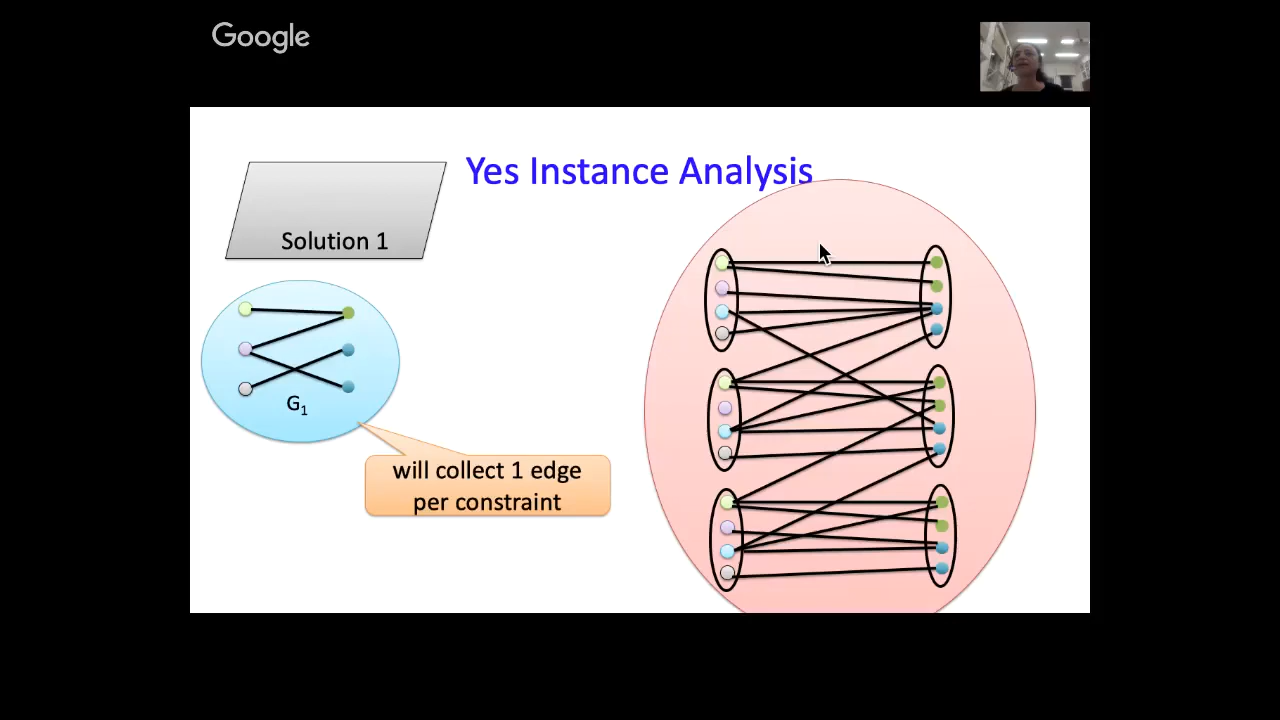 Google
Yes Instance Analysis
Solution 1
G1
will collect 1 edge
per constraint